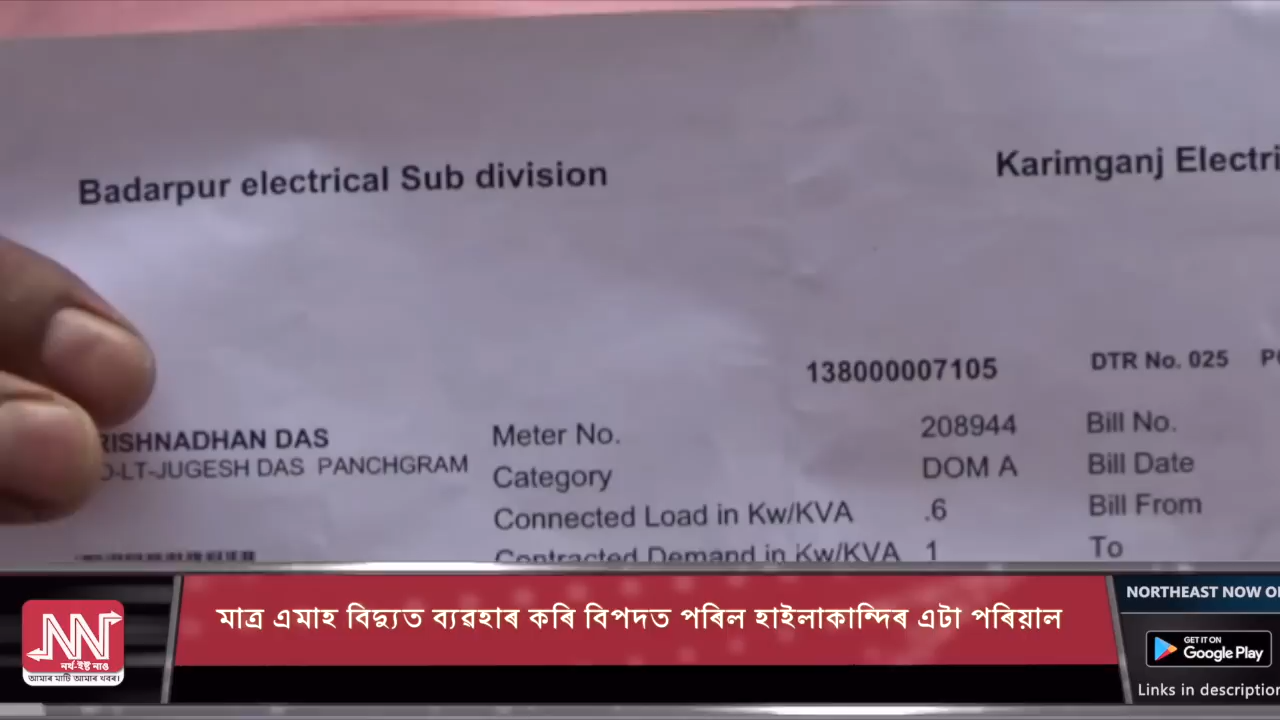 Badarpur electrical Sub division
Karimganj Electri
138000007105
DTR No. 025
RISHNADHAN DAS
O-LT-JUGESH DAS PANCHGRAM
Meter No.
208944
Bill No.
Category
DOM A
Bill Date
Connected Load in Kw/KVA
.6
Bill From
Contracted Demand in Kw/KVA
1
To
মাত্ৰ এমাহ বিদ্যুত ব্যৱহাৰ কৰি বিপদত পৰিল হাইলাকান্দিৰ এটা পৰিয়াল
NN
নৰ্থ-ইষ্ট নাও
আমাৰ মাটি আমাৰ খবৰ।
NORTHEAST NOW O
GET IT ON
Google Play
Links in description